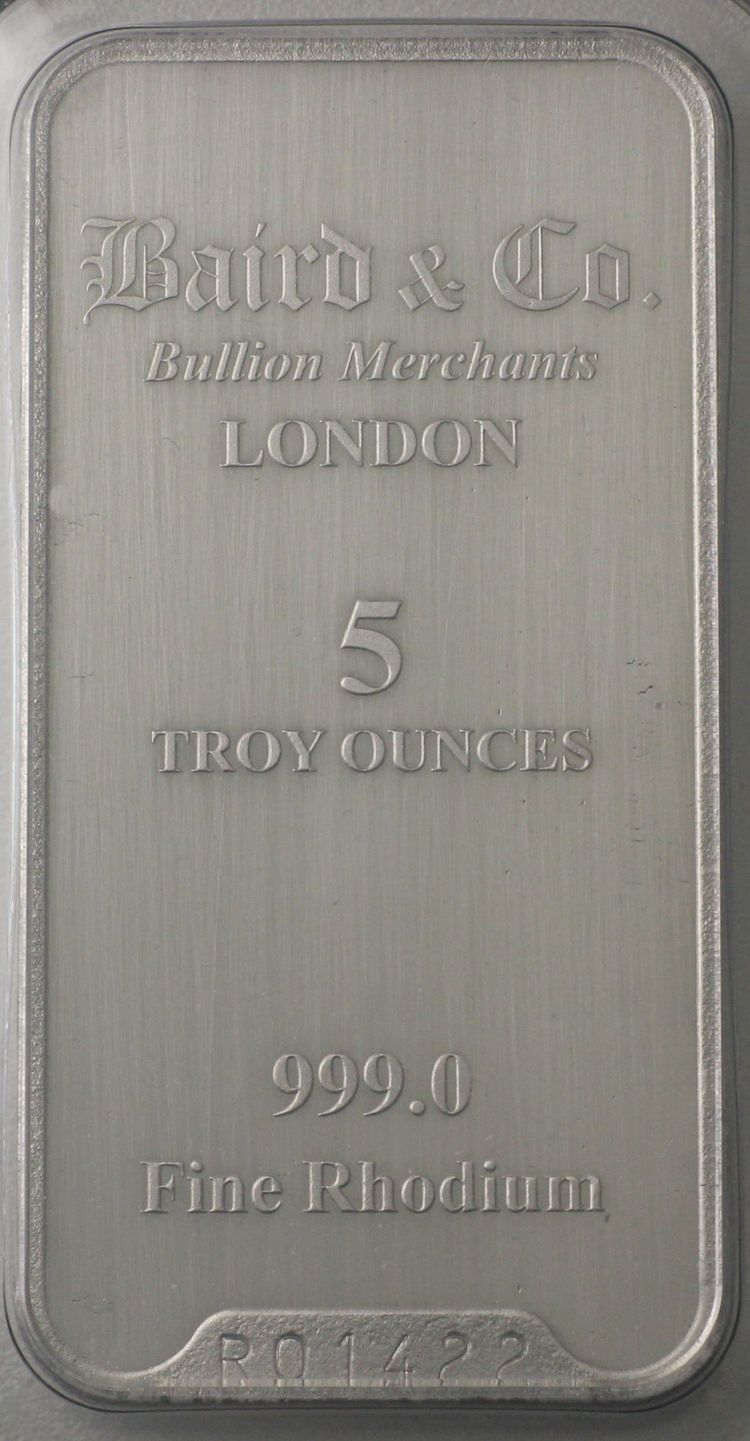 Baird & Co.
Bullion Merchants
LONDON
5
TROY OUNCES
999.0
Fine Rhodium
R01422